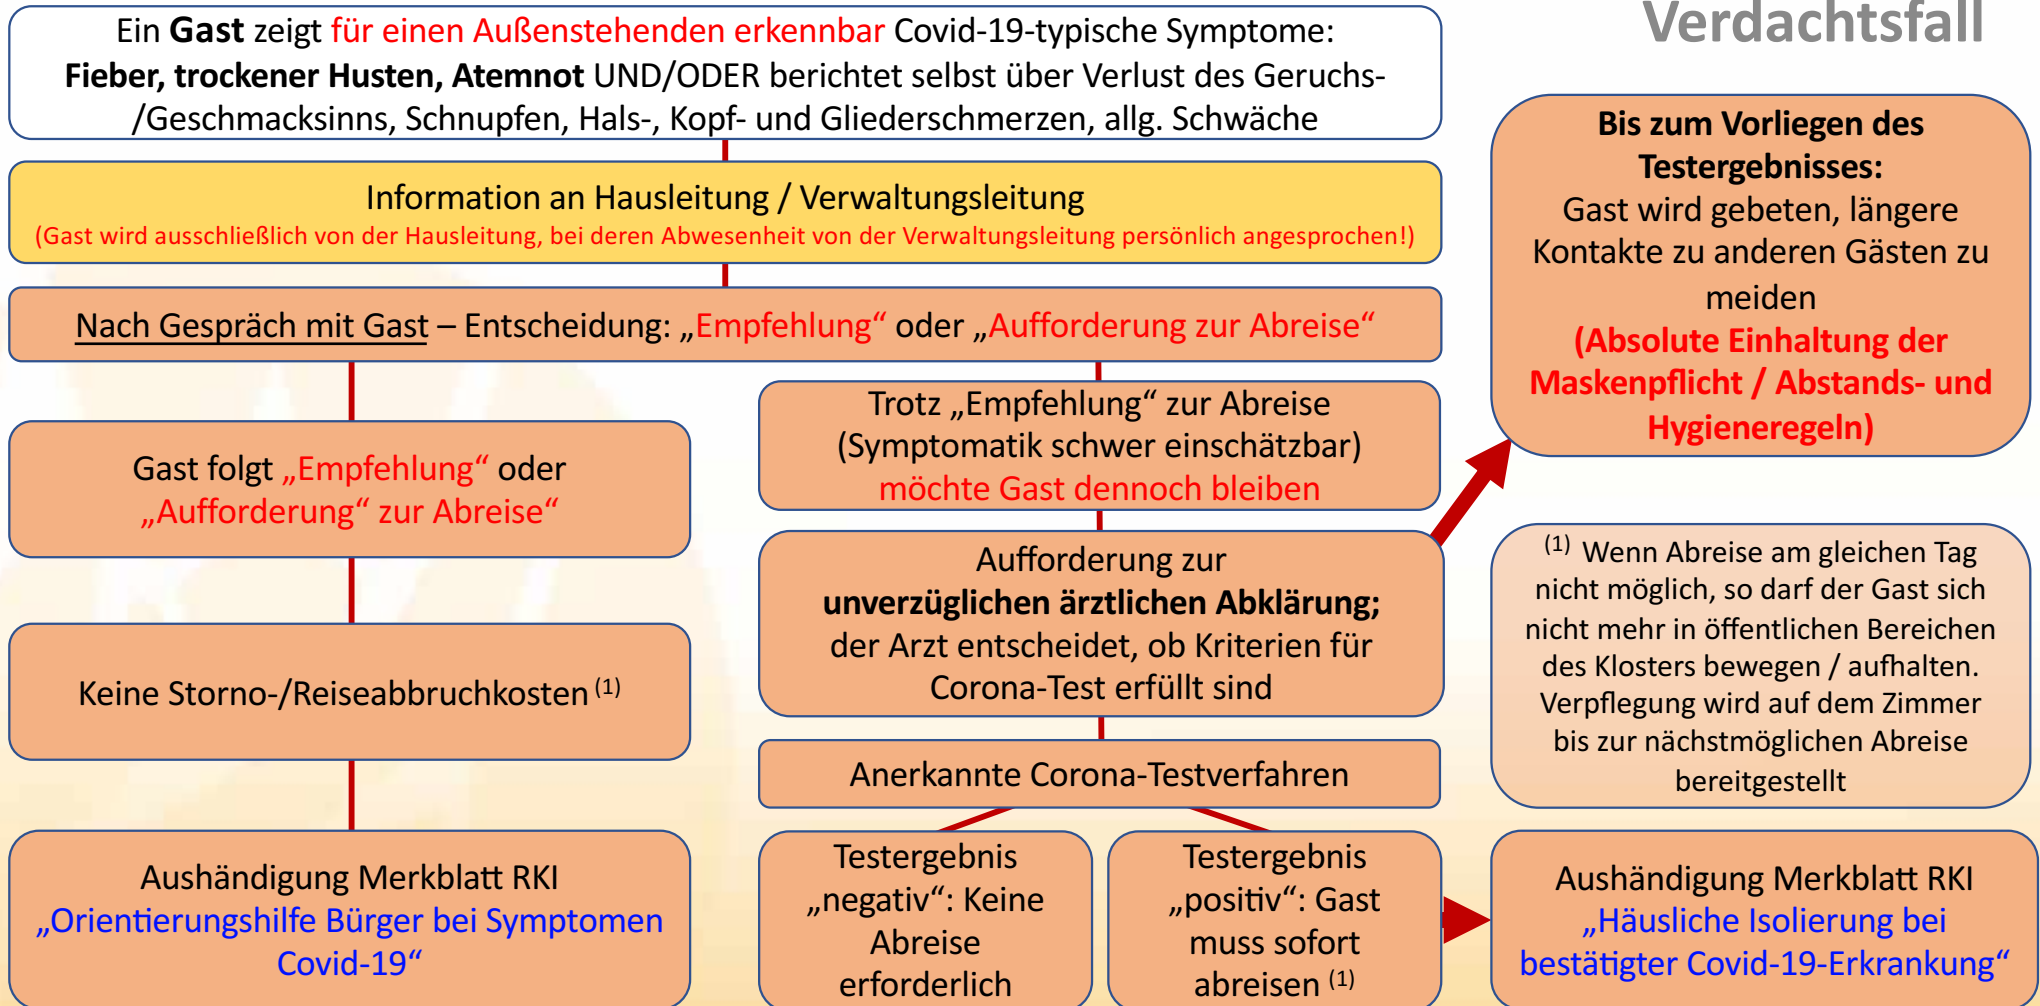 Verdachtsfall
Ein Gast zeigt für einen Außenstehenden erkennbar Covid-19-typische Symptome:
Fieber, trockener Husten, Atemnot UND/ODER berichtet selbst über Verlust des Geruchs-
/Geschmacksinns, Schnupfen, Hals-, Kopf- und Gliederschmerzen, allg. Schwäche
Information an Hausleitung / Verwaltungsleitung
(Gast wird ausschließlich von der Hausleitung, bei deren Abwesenheit von der Verwaltungsleitung persönlich angesprochen!)
Nach Gespräch mit Gast – Entscheidung: „Empfehlung“ oder „Aufforderung zur Abreise“
Gast folgt „Empfehlung“ oder
„Aufforderung“ zur Abreise“
Keine Storno-/Reiseabbruchkosten (1)
Aushändigung Merkblatt RKI
„Orientierungshilfe Bürger bei Symptomen
Covid-19“
Trotz „Empfehlung“ zur Abreise
(Symptomatik schwer einschätzbar)
möchte Gast dennoch bleiben
Aufforderung zur
unverzüglichen ärztlichen Abklärung;
der Arzt entscheidet, ob Kriterien für
Corona-Test erfüllt sind
Anerkannte Corona-Testverfahren
Testergebnis
„negativ“: Keine
Abreise
erforderlich
Testergebnis
„positiv“: Gast
muss sofort
abreisen (1)
Bis zum Vorliegen des
Testergebnisses:
Gast wird gebeten, längere
Kontakte zu anderen Gästen zu
meiden
(Absolute Einhaltung der
Maskenpflicht / Abstands- und
Hygieneregeln)
(1) Wenn Abreise am gleichen Tag
nicht möglich, so darf der Gast sich
nicht mehr in öffentlichen Bereichen
des Klosters bewegen / aufhalten.
Verpflegung wird auf dem Zimmer
bis zur nächstmöglichen Abreise
bereitgestellt
Aushändigung Merkblatt RKI
„Häusliche Isolierung bei
bestätigter Covid-19-Erkrankung“